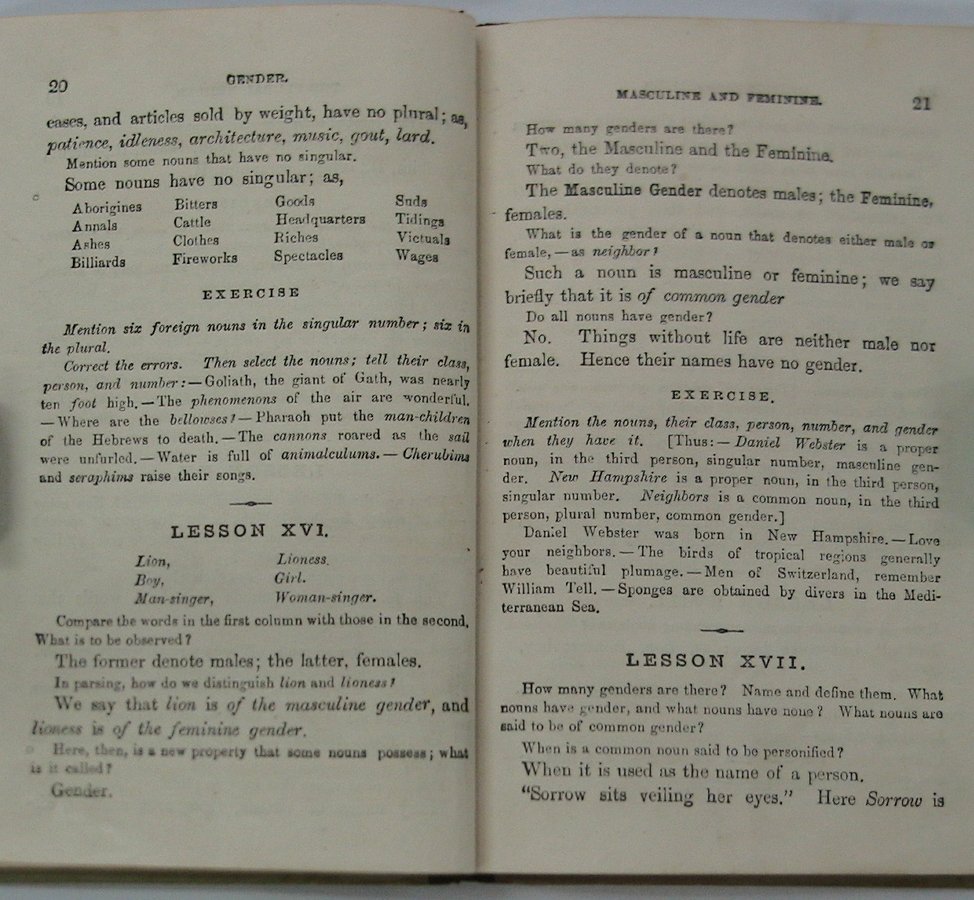 20
GENDER.
eases, and articles sold by weight, have no plural; as,
patience, idleness, architecture, music, gout, lard.
Mention some nouns that have no singular.
Some nouns have no singular; as,
Aborigines Bitters Goods Suds
Annals Cattle Headquarters Tidings
Ashes Clothes Riches Victuals
Billiards Fireworks Spectacles Wages
EXERCISE
Mention six foreign nouns in the singular number; six in
the plural.
Correct the errors. Then select the nouns; tell their class,
person, and number:—Goliath, the giant of Gath, was nearly
ten foot high.—The phenomenons of the air are wonderful.
—Where are the bellowses?—Pharaoh put the man-children
of the Hebrews to death.—The cannons roared as the sail
were unfurled.—Water is full of animalculums.—Cherubims
and seraphims raise their songs.
LESSON XVI.
Lion, Lioness.
Boy, Girl.
Man-singer, Woman-singer.
Compare the words in the first column with those in the second.
What is to be observed?
The former denote males; the latter, females.
In parsing, how do we distinguish lion and lioness?
We say that lion is of the masculine gender, and
lioness is of the feminine gender.
Here, then, is a new property that some nouns possess; what
is it called?
Gender.
MASCULINE AND FEMININE.
21
How many genders are there?
Two, the Masculine and the Feminine.
What do they denote?
The Masculine Gender denotes males; the Feminine,
females.
What is the gender of a noun that denotes either male or
female,—as neighbor?
Such a noun is masculine or feminine; we say
briefly that it is of common gender
Do all nouns have gender?
No. Things without life are neither male nor
female. Hence their names have no gender.
EXERCISE.
Mention the nouns, their class, person, number, and gender
when they have it. [Thus:—Daniel Webster is a proper
noun, in the third person, singular number, masculine gen-
der. New Hampshire is a proper noun, in the third person,
singular number. Neighbors is a common noun, in the third
person, plural number, common gender.]
Daniel Webster was born in New Hampshire.—Love
your neighbors.—The birds of tropical regions generally
have beautiful plumage.—Men of Switzerland, remember
William Tell.—Sponges are obtained by divers in the Medi-
terranean Sea.
LESSON XVII.
How many genders are there? Name and define them. What
nouns have gender, and what nouns have none? What nouns are
said to be of common gender?
When is a common noun said to be personified?
When it is used as the name of a person.
"Sorrow sits veiling her eyes." Here Sorrow is